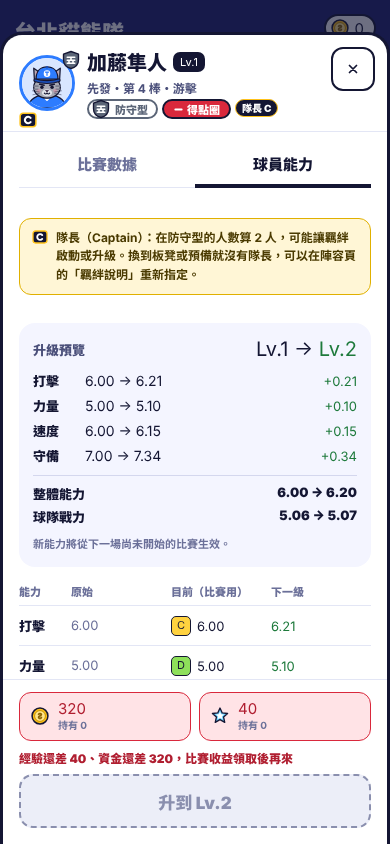 台北猫熊隊
0
加藤隼人 Lv.1
先發・第 4 棒・游擊
防守型 一 得點圈 隊長 C
C
×
比賽數據 球員能力
C 隊長（Captain）：在防守型的人數算 2 人，可能讓羈絆
啟動或升級。換到板凳或預備就沒有隊長，可以在陣容頁
的「羈絆說明」重新指定。
升級預覽 Lv.1 → Lv.2
打擊 6.00 → 6.21 +0.21
力量 5.00 → 5.10 +0.10
速度 6.00 → 6.15 +0.15
守備 7.00 → 7.34 +0.34
整體能力 6.00 → 6.20
球隊戰力 5.06 → 5.07
新能力將從下一場尚未開始的比賽生效。
能力 原始 目前（比賽用） 下一級
打擊 6.00 C 6.00 6.21
力量 5.00 D 5.00 5.10
320
持有 0
40
持有 0
經驗還差 40、資金還差 320，比賽收益領取後再來
升到 Lv.2